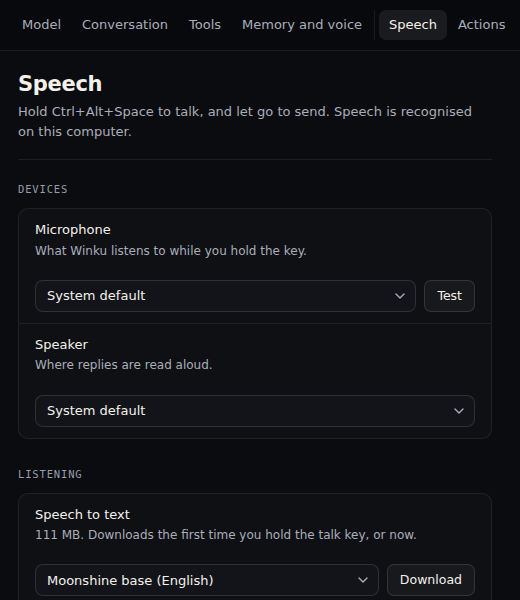 Model Conversation Tools Memory and voice Speech Actions
Speech
Hold Ctrl+Alt+Space to talk, and let go to send. Speech is recognised
on this computer.
DEVICES
Microphone
What Winku listens to while you hold the key.
System default Test
Speaker
Where replies are read aloud.
System default
LISTENING
Speech to text
111 MB. Downloads the first time you hold the talk key, or now.
Moonshine base (English) Download